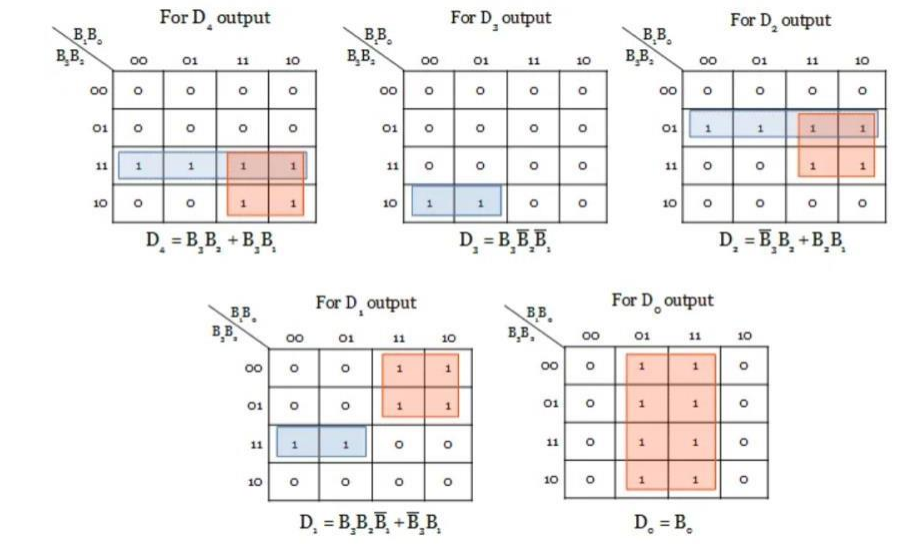 For D₄ output
B₁B₀
B₃B₂
00 01 11 10
00 0 0 0 0
01 0 0 0 0
11 1 1 1 1
10 0 0 1 1
D₄ = B₃B₂ + B₃B₁
For D₃ output
B₁B₀
B₃B₂
00 01 11 10
00 0 0 0 0
01 0 0 0 0
11 0 0 0 0
10 1 1 0 0
D₃ = B₃B̅₂B̅₁
For D₂ output
B₁B₀
B₃B₂
00 01 11 10
00 0 0 0 0
01 1 1 1 1
11 0 0 1 1
10 0 0 0 0
D₂ = B̅₃B₂ + B₂B₁
For D₁ output
B₁B₀
B₃B₂
00 01 11 10
00 0 0 1 1
01 0 0 1 1
11 1 1 0 0
10 0 0 0 0
D₁ = B₃B₂B̅₁ + B̅₃B₁
For D₀ output
B₁B₀
B₃B₂
00 01 11 10
00 0 1 1 0
01 0 1 1 0
11 0 1 1 0
10 0 1 1 0
D₀ = B₀